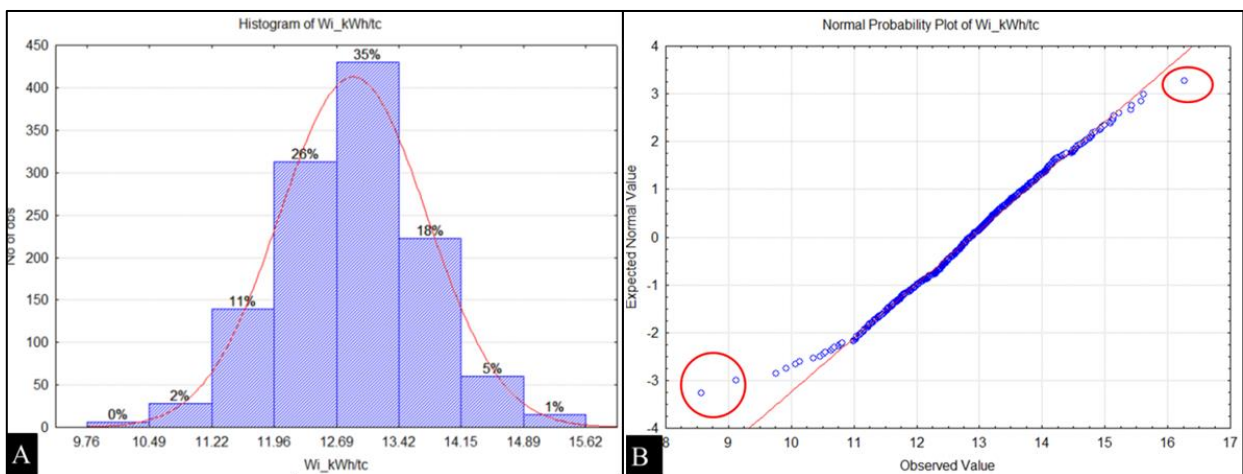 Histogram of Wi_kWh/tc
450
400
350
300
250
200
150
100
50
0
No of obs
0%
2%
11%
26%
35%
18%
5%
1%
9.76 10.49 11.22 11.96 12.69 13.42 14.15 14.89 15.62
Wi_kWh/tc
A
Normal Probability Plot of Wi_kWh/tc
4
3
2
1
0
-1
-2
-3
-4
Expected Normal Value
8 9 10 11 12 13 14 15 16 17
Observed Value
B